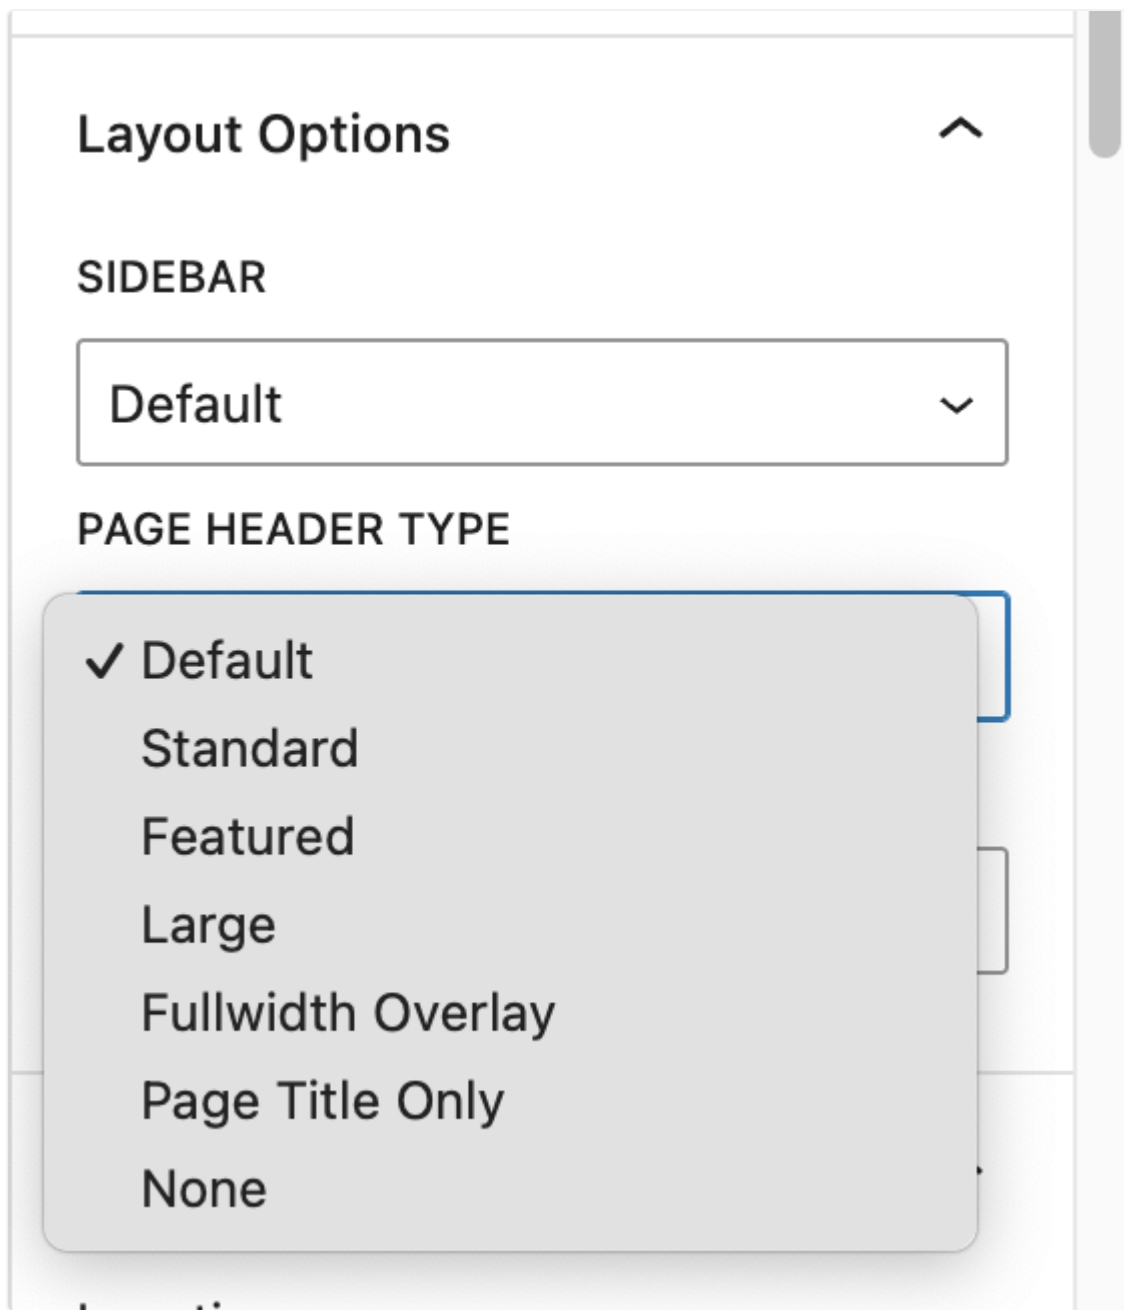 Layout Options
SIDEBAR
Default
PAGE HEADER TYPE
Default
Standard
Featured
Large
Fullwidth Overlay
Page Title Only
None